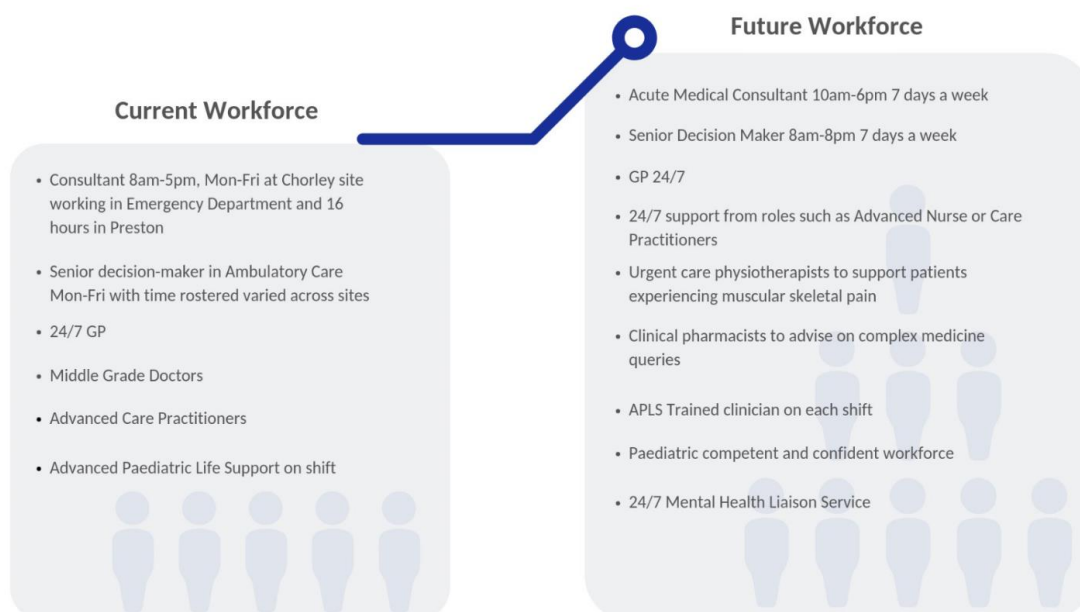 Current Workforce
• Consultant 8am-5pm, Mon-Fri at Chorley site
working in Emergency Department and 16
hours in Preston
• Senior decision-maker in Ambulatory Care
Mon-Fri with time rostered varied across sites
• 24/7 GP
• Middle Grade Doctors
• Advanced Care Practitioners
• Advanced Paediatric Life Support on shift
Future Workforce
• Acute Medical Consultant 10am-6pm 7 days a week
• Senior Decision Maker 8am-8pm 7 days a week
• GP 24/7
• 24/7 support from roles such as Advanced Nurse or Care
Practitioners
• Urgent care physiotherapists to support patients
experiencing muscular skeletal pain
• Clinical pharmacists to advise on complex medicine
queries
• APLS Trained clinician on each shift
• Paediatric competent and confident workforce
• 24/7 Mental Health Liaison Service